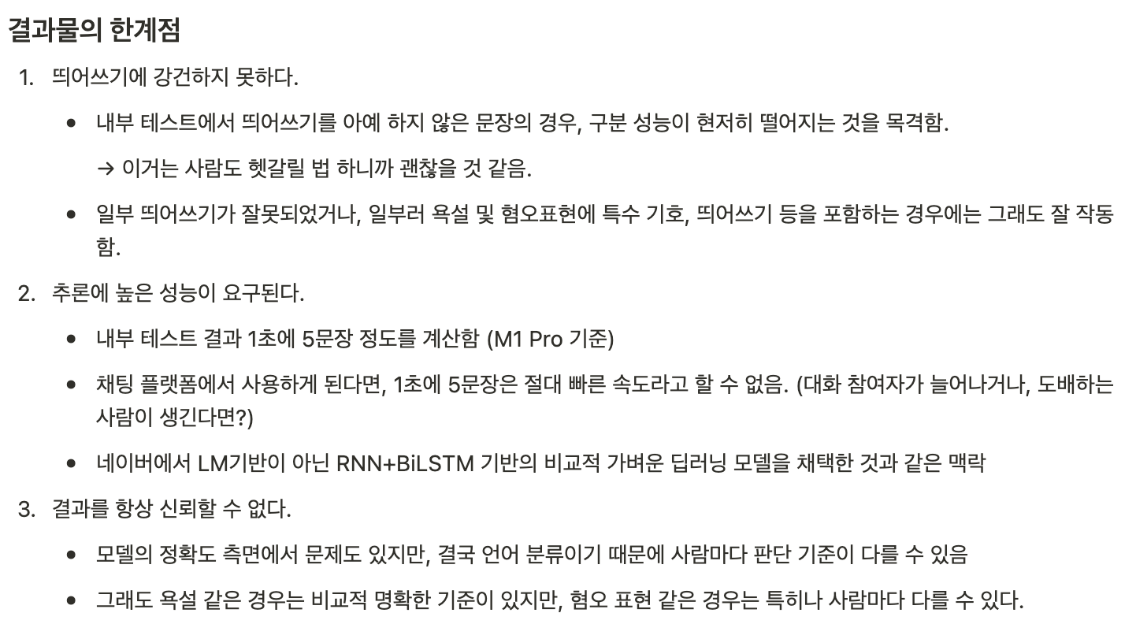 결과물의 한계점
1. 띄어쓰기에 강건하지 못하다.
• 내부 테스트에서 띄어쓰기를 아예 하지 않은 문장의 경우, 구분 성능이 현저히 떨어지는 것을 목격함.
→ 이거는 사람도 헷갈릴 법 하니까 괜찮을 것 같음.
• 일부 띄어쓰기가 잘못되었거나, 일부러 욕설 및 혐오표현에 특수 기호, 띄어쓰기 등을 포함하는 경우에는 그래도 잘 작동
함.
2. 추론에 높은 성능이 요구된다.
• 내부 테스트 결과 1초에 5문장 정도를 계산함 (M1 Pro 기준)
• 채팅 플랫폼에서 사용하게 된다면, 1초에 5문장은 절대 빠른 속도라고 할 수 없음. (대화 참여자가 늘어나거나, 도배하는
사람이 생긴다면?)
• 네이버에서 LM기반이 아닌 RNN+BiLSTM 기반의 비교적 가벼운 딥러닝 모델을 채택한 것과 같은 맥락
3. 결과를 항상 신뢰할 수 없다.
• 모델의 정확도 측면에서 문제도 있지만, 결국 언어 분류이기 때문에 사람마다 판단 기준이 다를 수 있음
• 그래도 욕설 같은 경우는 비교적 명확한 기준이 있지만, 혐오 표현 같은 경우는 특히나 사람마다 다를 수 있다.